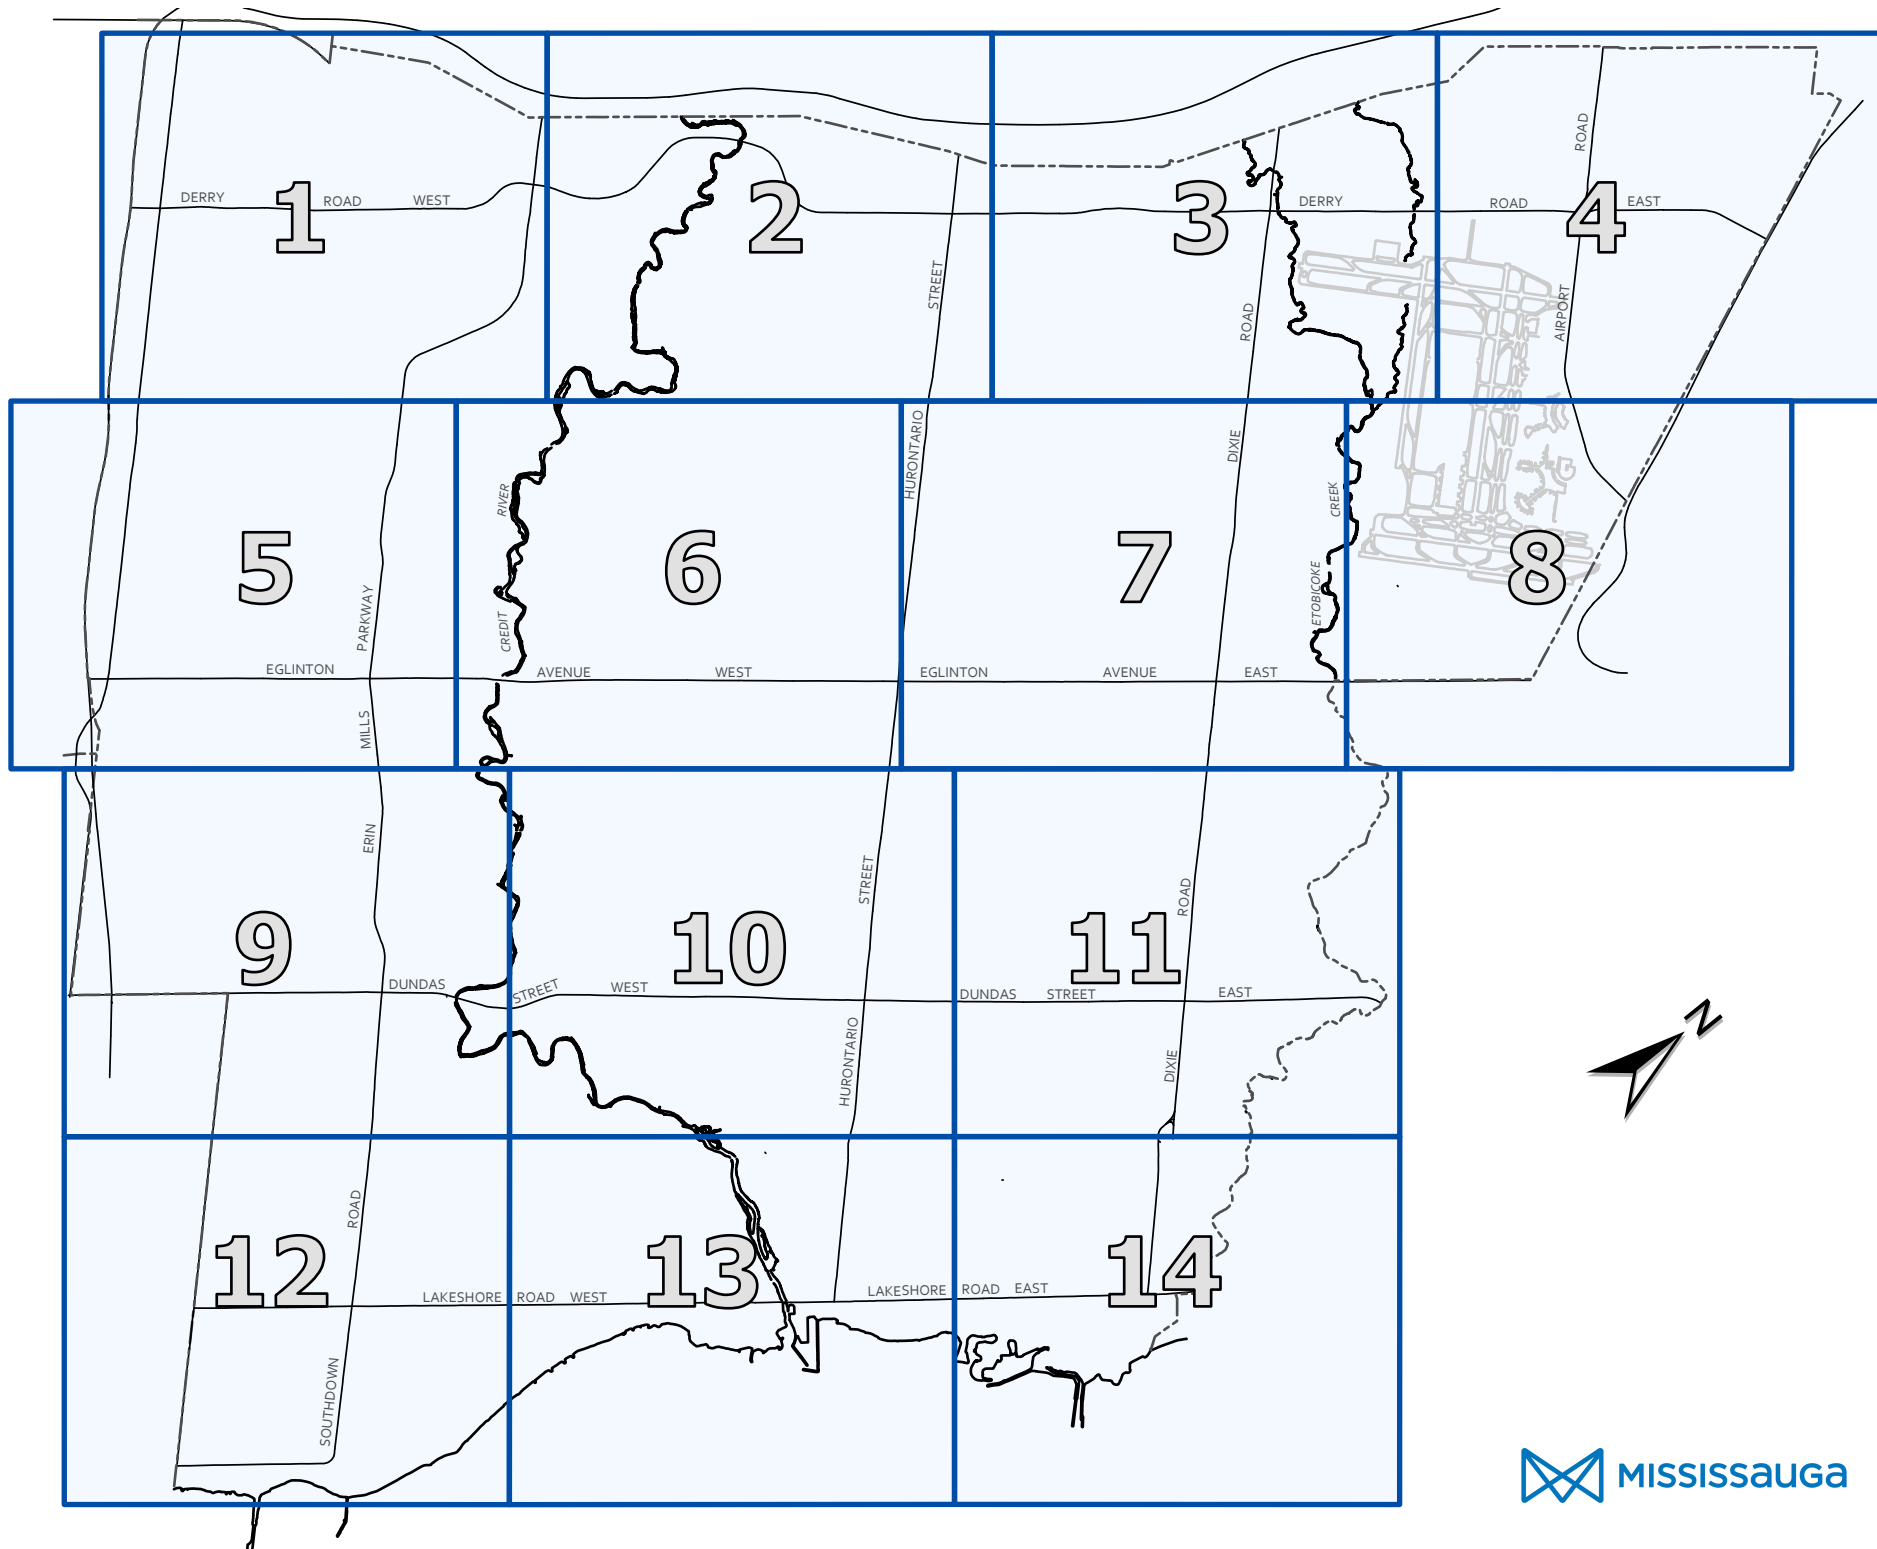 ROAD
DERRY ROAD WEST
DERRY ROAD EAST
1
2
3
4
STREET
ROAD
AIRPORT
HURONTARIO
DIXIE
RIVER
CREEK
5
6
7
8
PARKWAY
CREDIT
ETOBICOKE
EGLINTON AVENUE WEST EGLINTON AVENUE EAST
MILLS
ERIN
STREET
ROAD
9
10
11
DUNDAS STREET WEST DUNDAS STREET EAST
N
HURONTARIO
DIXIE
ROAD
12
13
14
LAKESHORE ROAD WEST LAKESHORE ROAD EAST
SOUTHDOWN
MISSISSAUGA